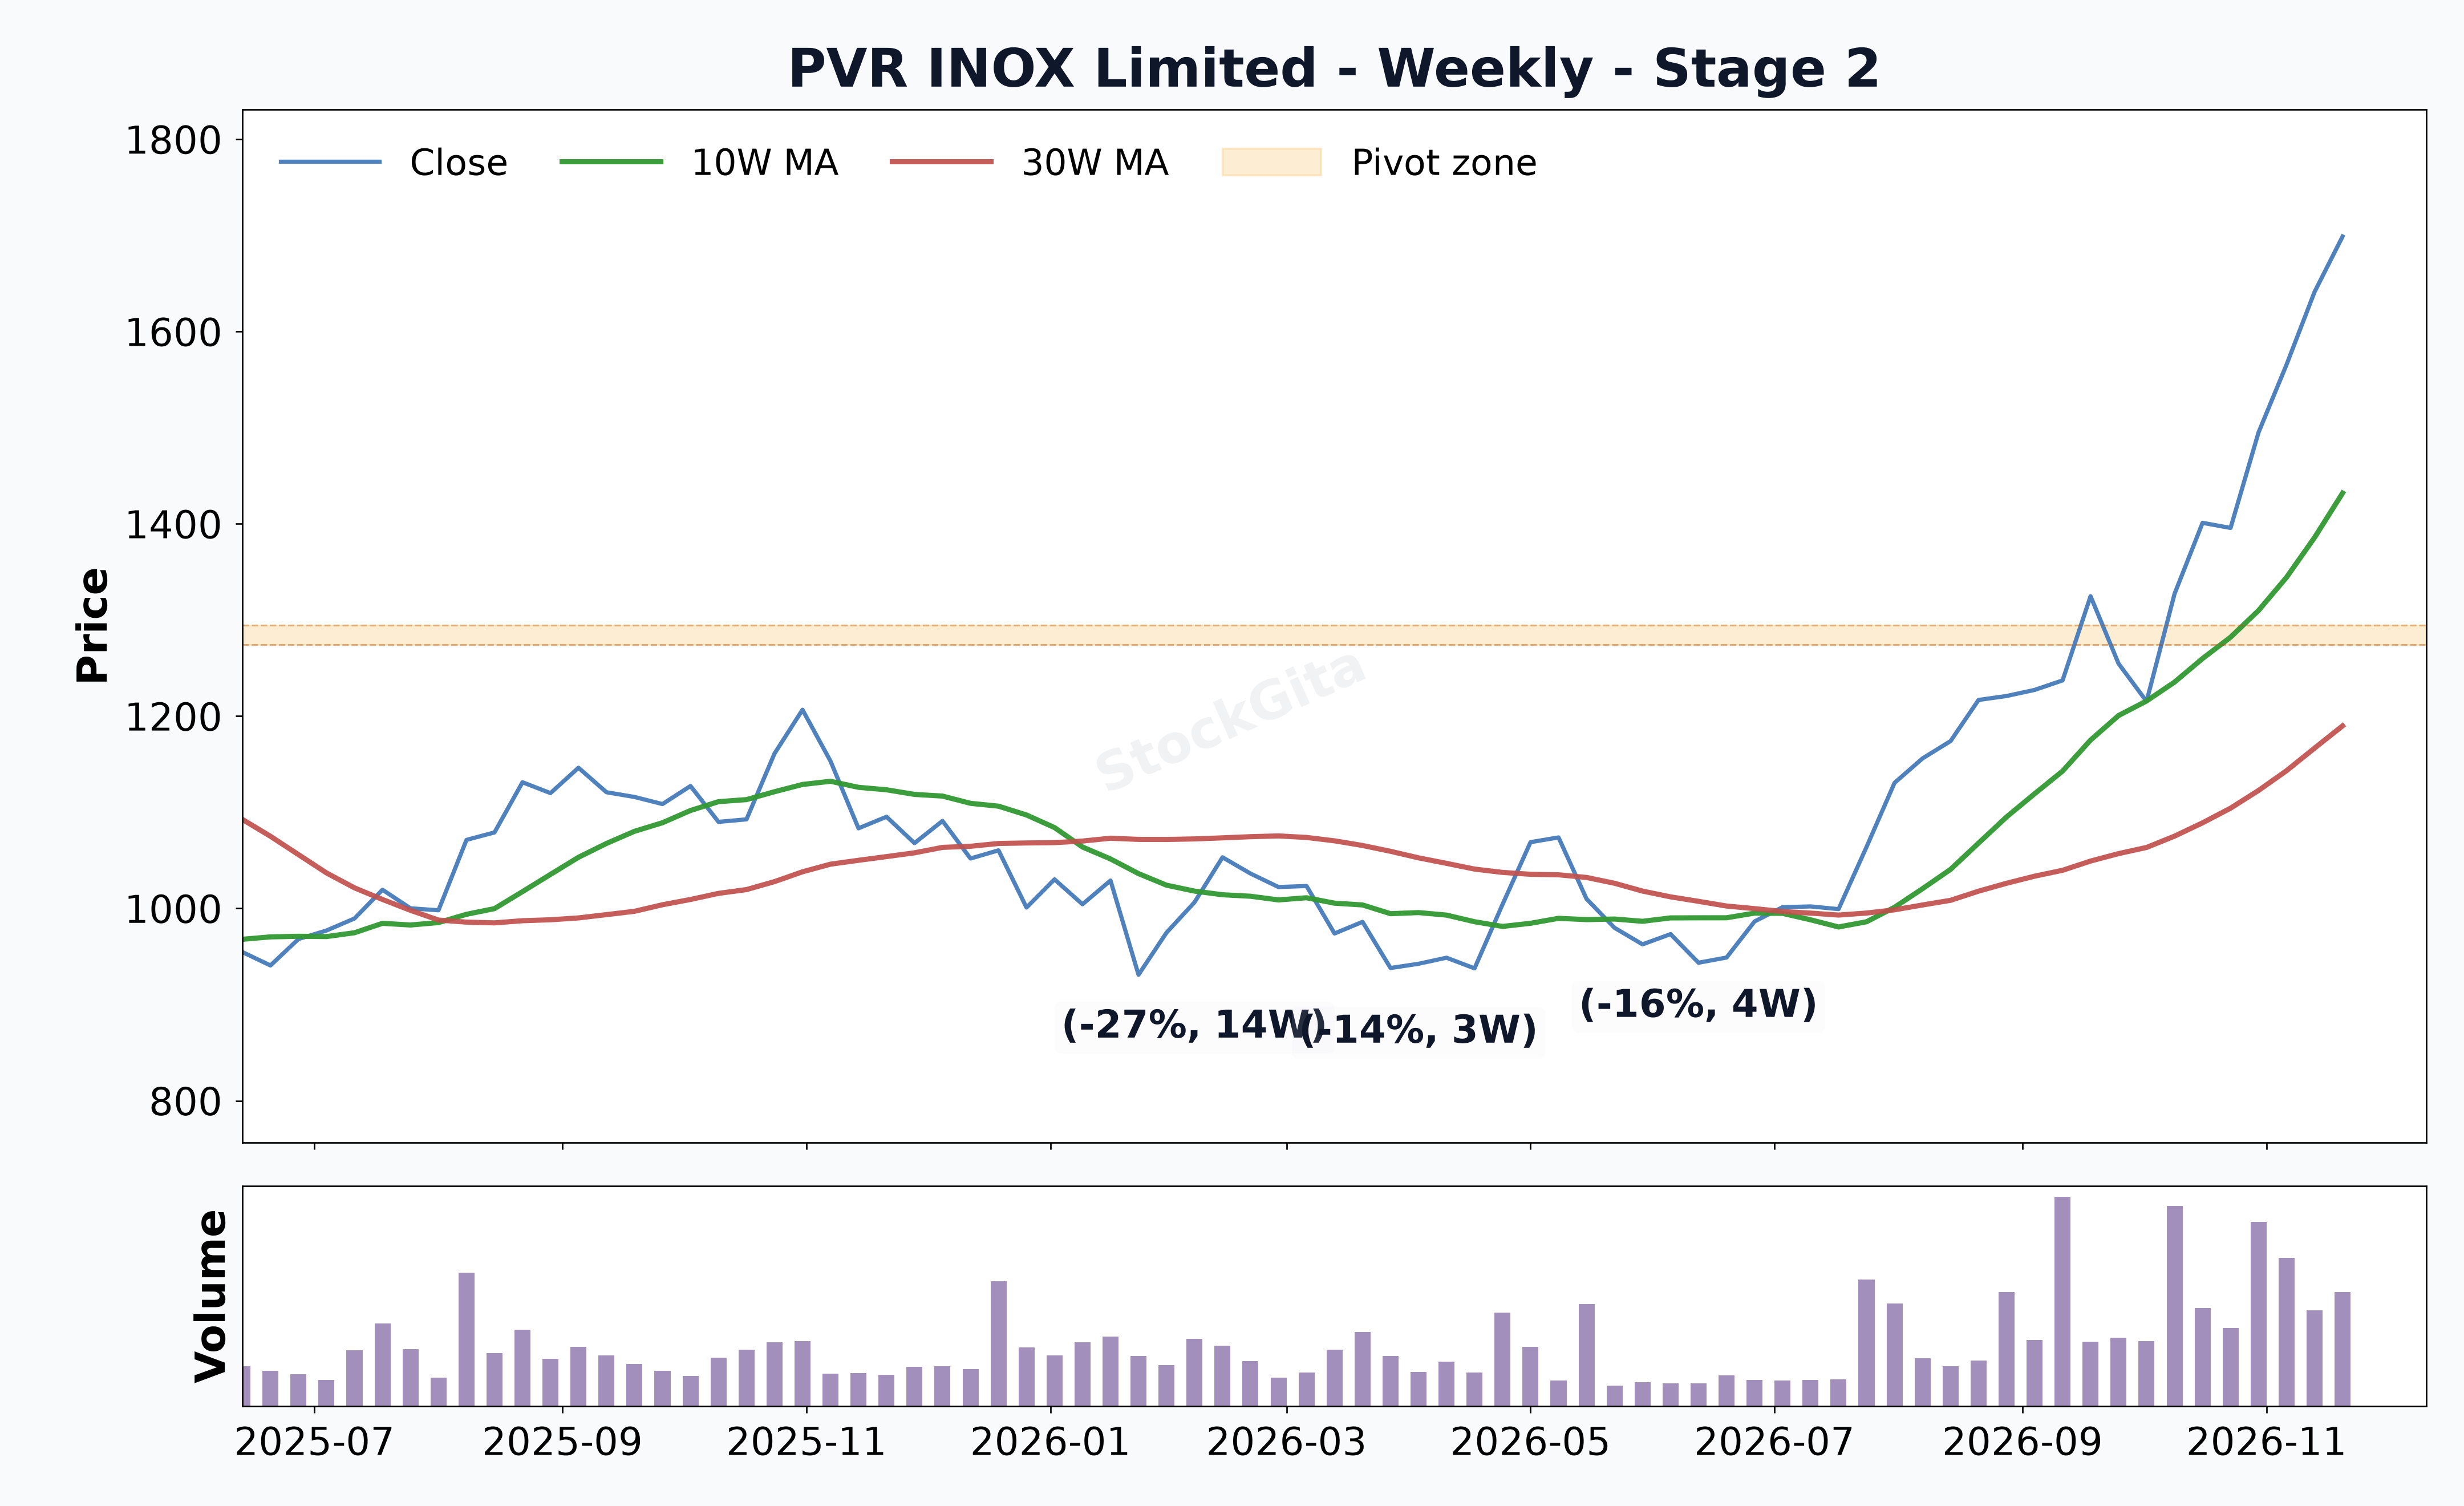 PVR INOX Limited - Weekly - Stage 2
Close 10W MA 30W MA Pivot zone
1800
1600
1400
1200
1000
800
Price
StockGita
(-27%, 14W)
(-14%, 3W)
(-16%, 4W)
Volume
2025-07 2025-09 2025-11 2026-01 2026-03 2026-05 2026-07 2026-09 2026-11